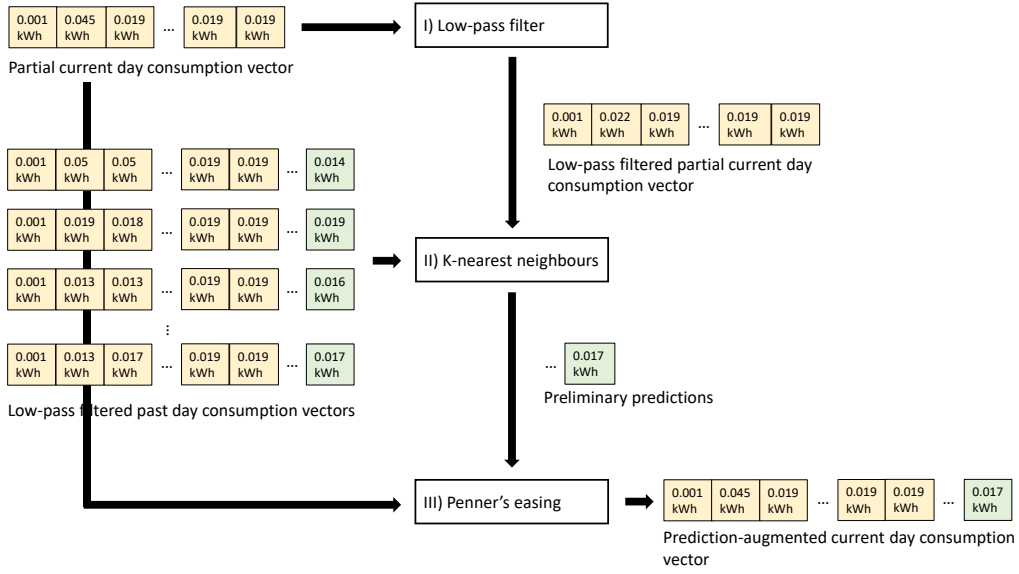 0.001 0.045 0.019 ... 0.019 0.019
kWh kWh kWh kWh kWh
Partial current day consumption vector
I) Low-pass filter
0.001 0.022 0.019 ... 0.019 0.019
kWh kWh kWh kWh kWh
Low-pass filtered partial current day
consumption vector
0.001 0.05 0.05 ... 0.019 0.019 ... 0.014
kWh kWh kWh kWh kWh kWh
0.001 0.019 0.018 ... 0.019 0.019 ... 0.019
kWh kWh kWh kWh kWh kWh
0.001 0.013 0.013 ... 0.019 0.019 ... 0.016
kWh kWh kWh kWh kWh kWh
...
0.001 0.013 0.017 ... 0.019 0.019 ... 0.017
kWh kWh kWh kWh kWh kWh
Low-pass filtered past day consumption vectors
II) K-nearest neighbours
... 0.017
kWh
Preliminary predictions
III) Penner's easing
0.001 0.045 0.019 ... 0.019 0.019 ... 0.017
kWh kWh kWh kWh kWh kWh
Prediction-augmented current day consumption
vector